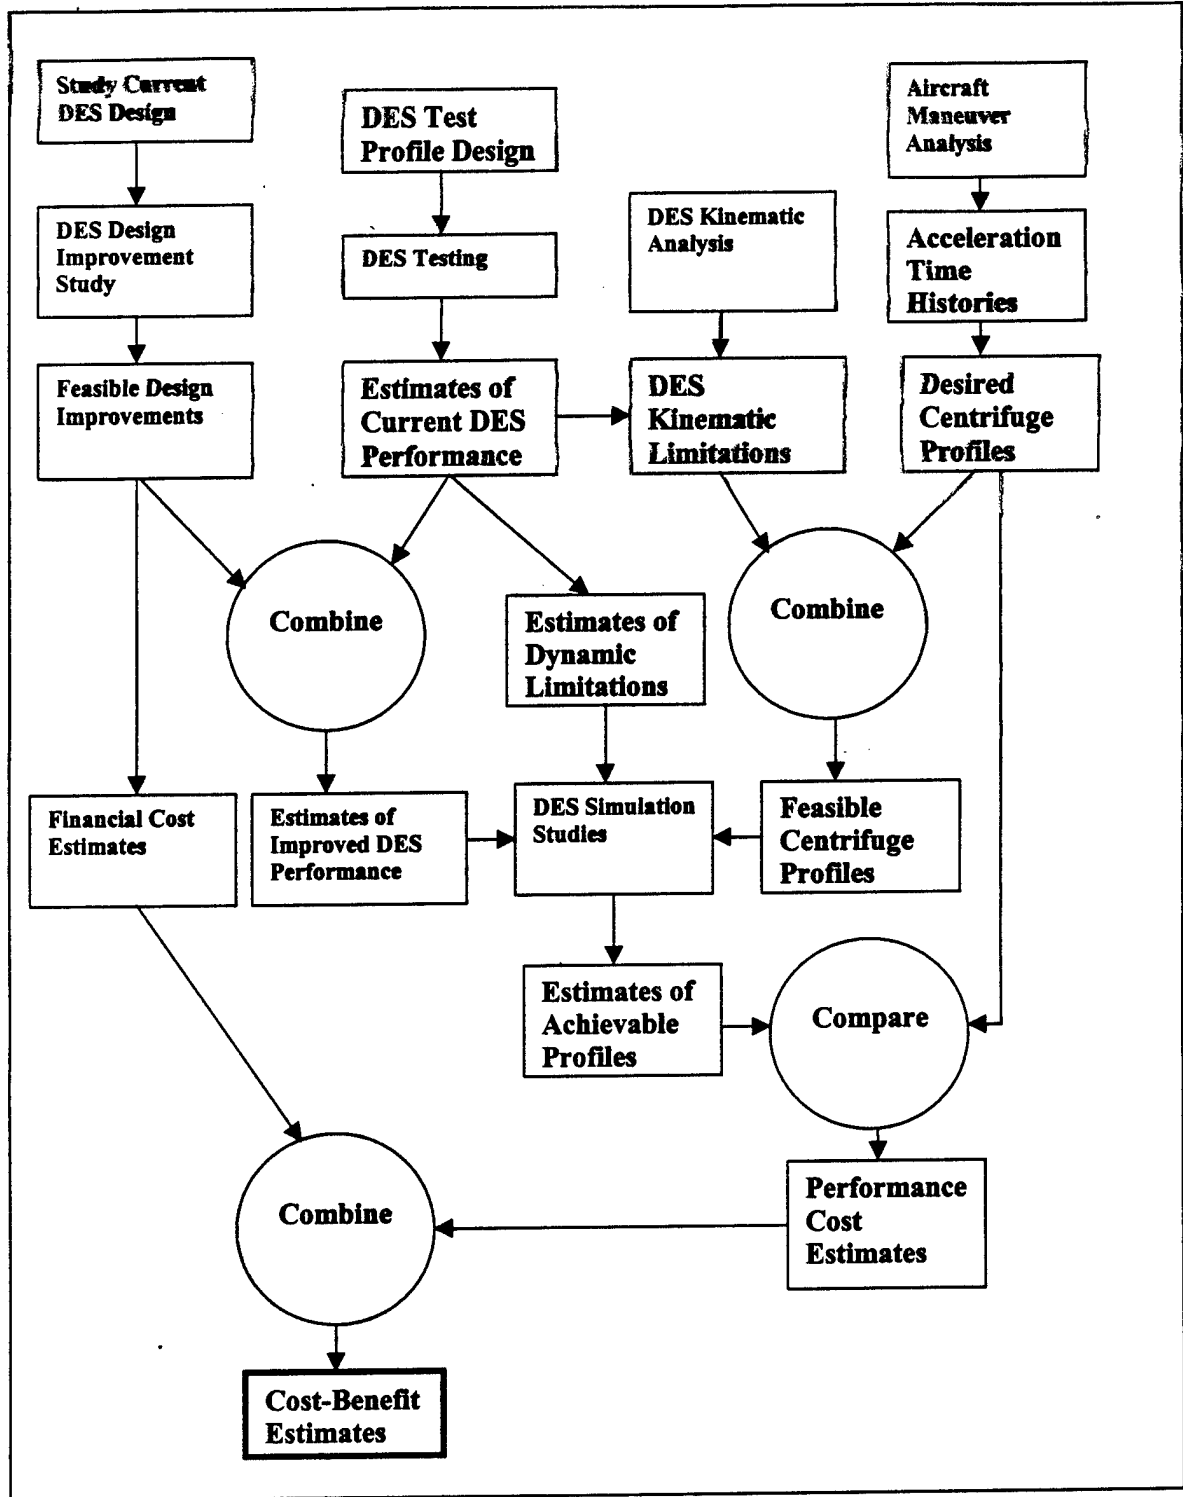 Study Current
DES Design
DES Test
Profile Design
Aircraft
Maneuver
Analysis
DES Design
Improvement
Study
DES Testing
DES Kinematic
Analysis
Acceleration
Time
Histories
Feasible Design
Improvements
Estimates of
Current DES
Performance
DES
Kinematic
Limitations
Desired
Centrifuge
Profiles
Combine
Estimates of
Dynamic
Limitations
Combine
Financial Cost
Estimates
Estimates of
Improved DES
Performance
DES Simulation
Studies
Feasible
Centrifuge
Profiles
Estimates of
Achievable
Profiles
Compare
Combine
Performance
Cost
Estimates
Cost-Benefit
Estimates